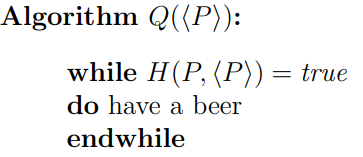 Algorithm Q(⟨P⟩):
while H(P, ⟨P⟩) = true
do have a beer
endwhile